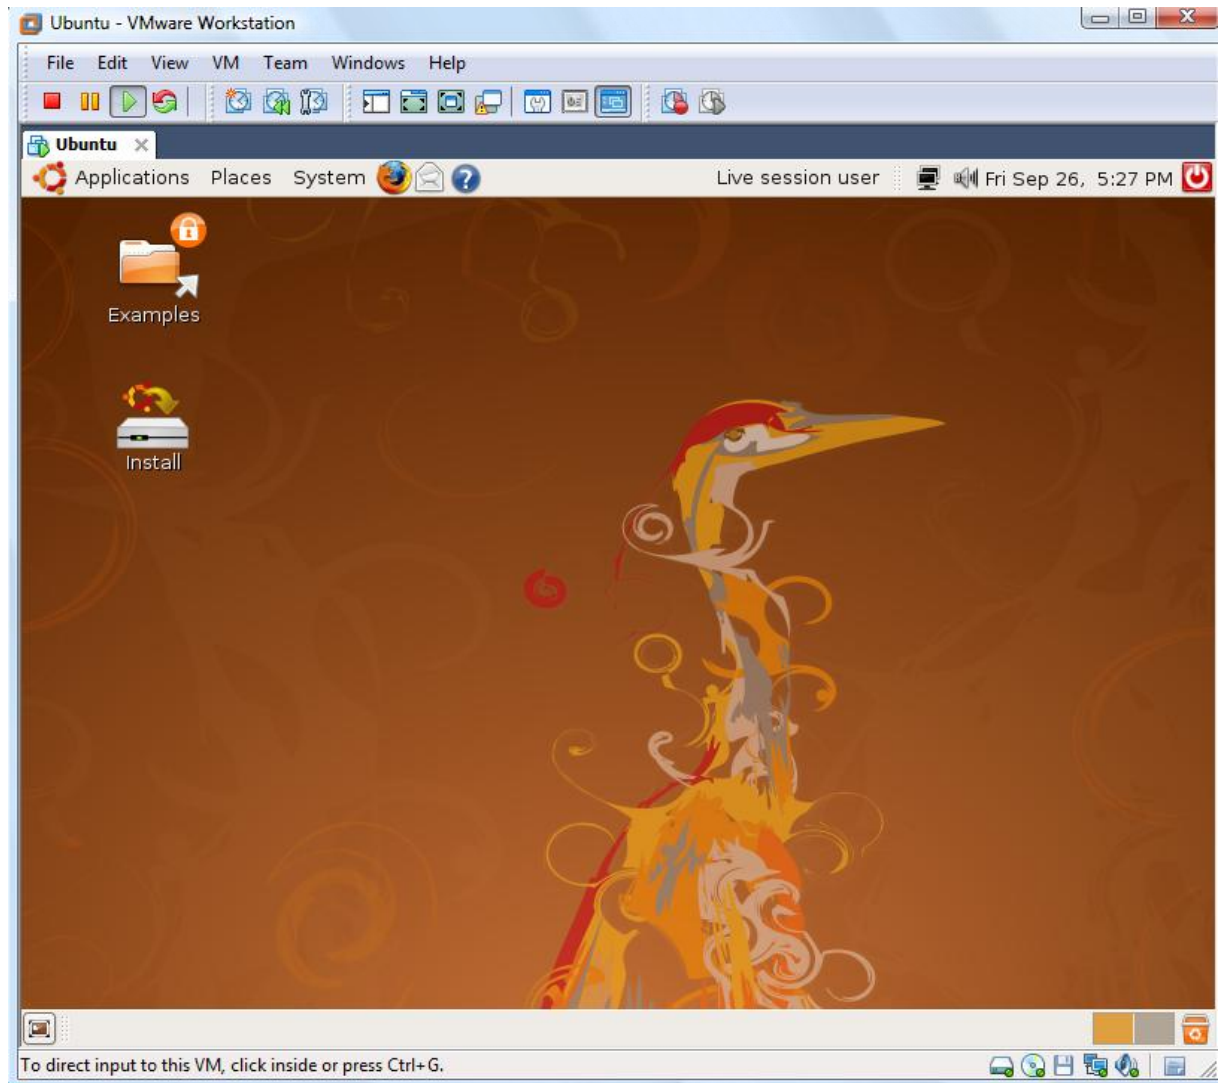 Ubuntu - VMware Workstation
File Edit View VM Team Windows Help
Ubuntu
Applications Places System Live session user Fri Sep 26, 5:27 PM
Examples
Install
To direct input to this VM, click inside or press Ctrl+G.